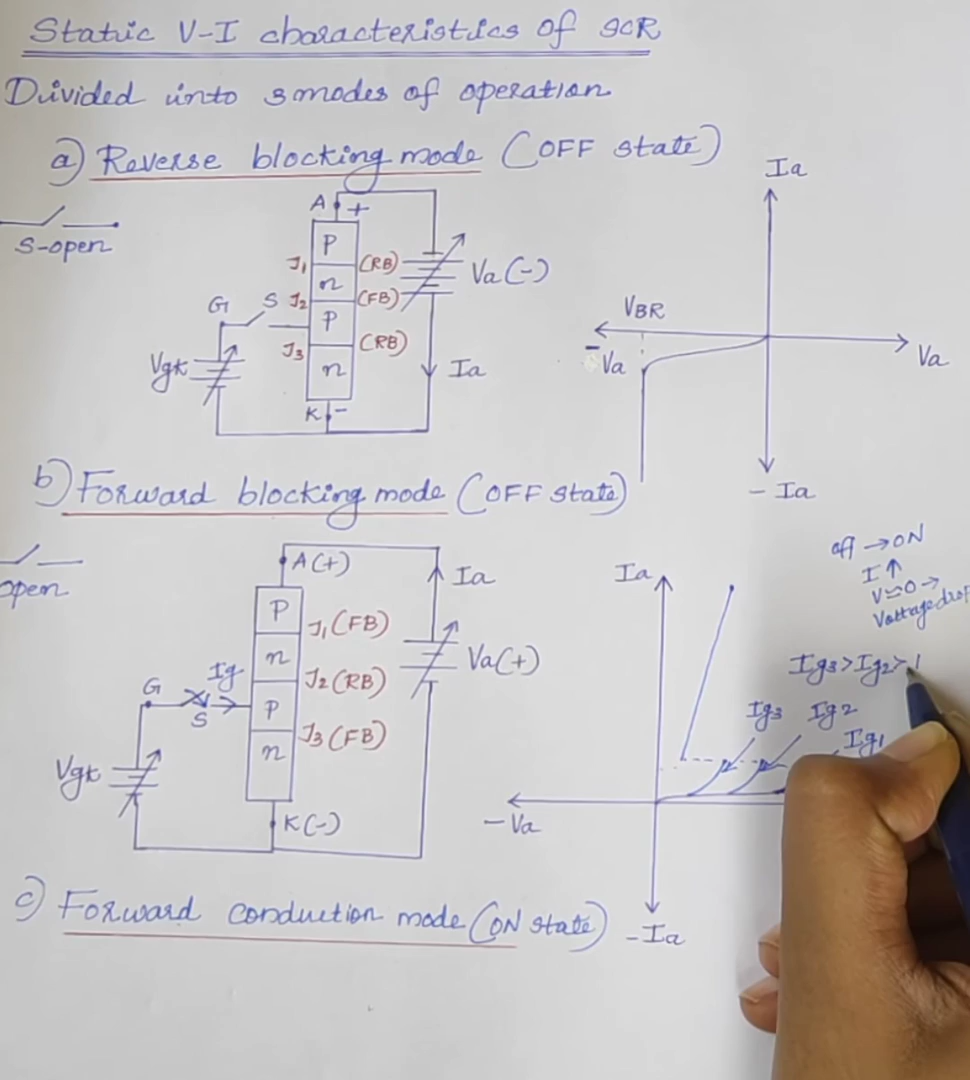 Static V-I characteristics of SCR
Divided into 3 modes of operation
a) Reverse blocking mode (OFF state)
S-open
A +
P
J1 (RB)
n
J2 (FB)
P
J3 (RB)
n
K -
G S
Vgk
Va (-)
Ia
Ia
VBR
-Va
Va
- Ia
b) Forward blocking mode (OFF state)
open
A (+)
P
J1 (FB)
n
J2 (RB)
P
J3 (FB)
n
K (-)
G
S
Ig
Vgk
Ia
Va (+)
Ia
off → ON
I ↑
V ≃ 0 →
Voltage drop
Ig3 > Ig2 >
Ig3 Ig2
Ig1
- Va
- Ia
c) Forward conduction mode (ON state)